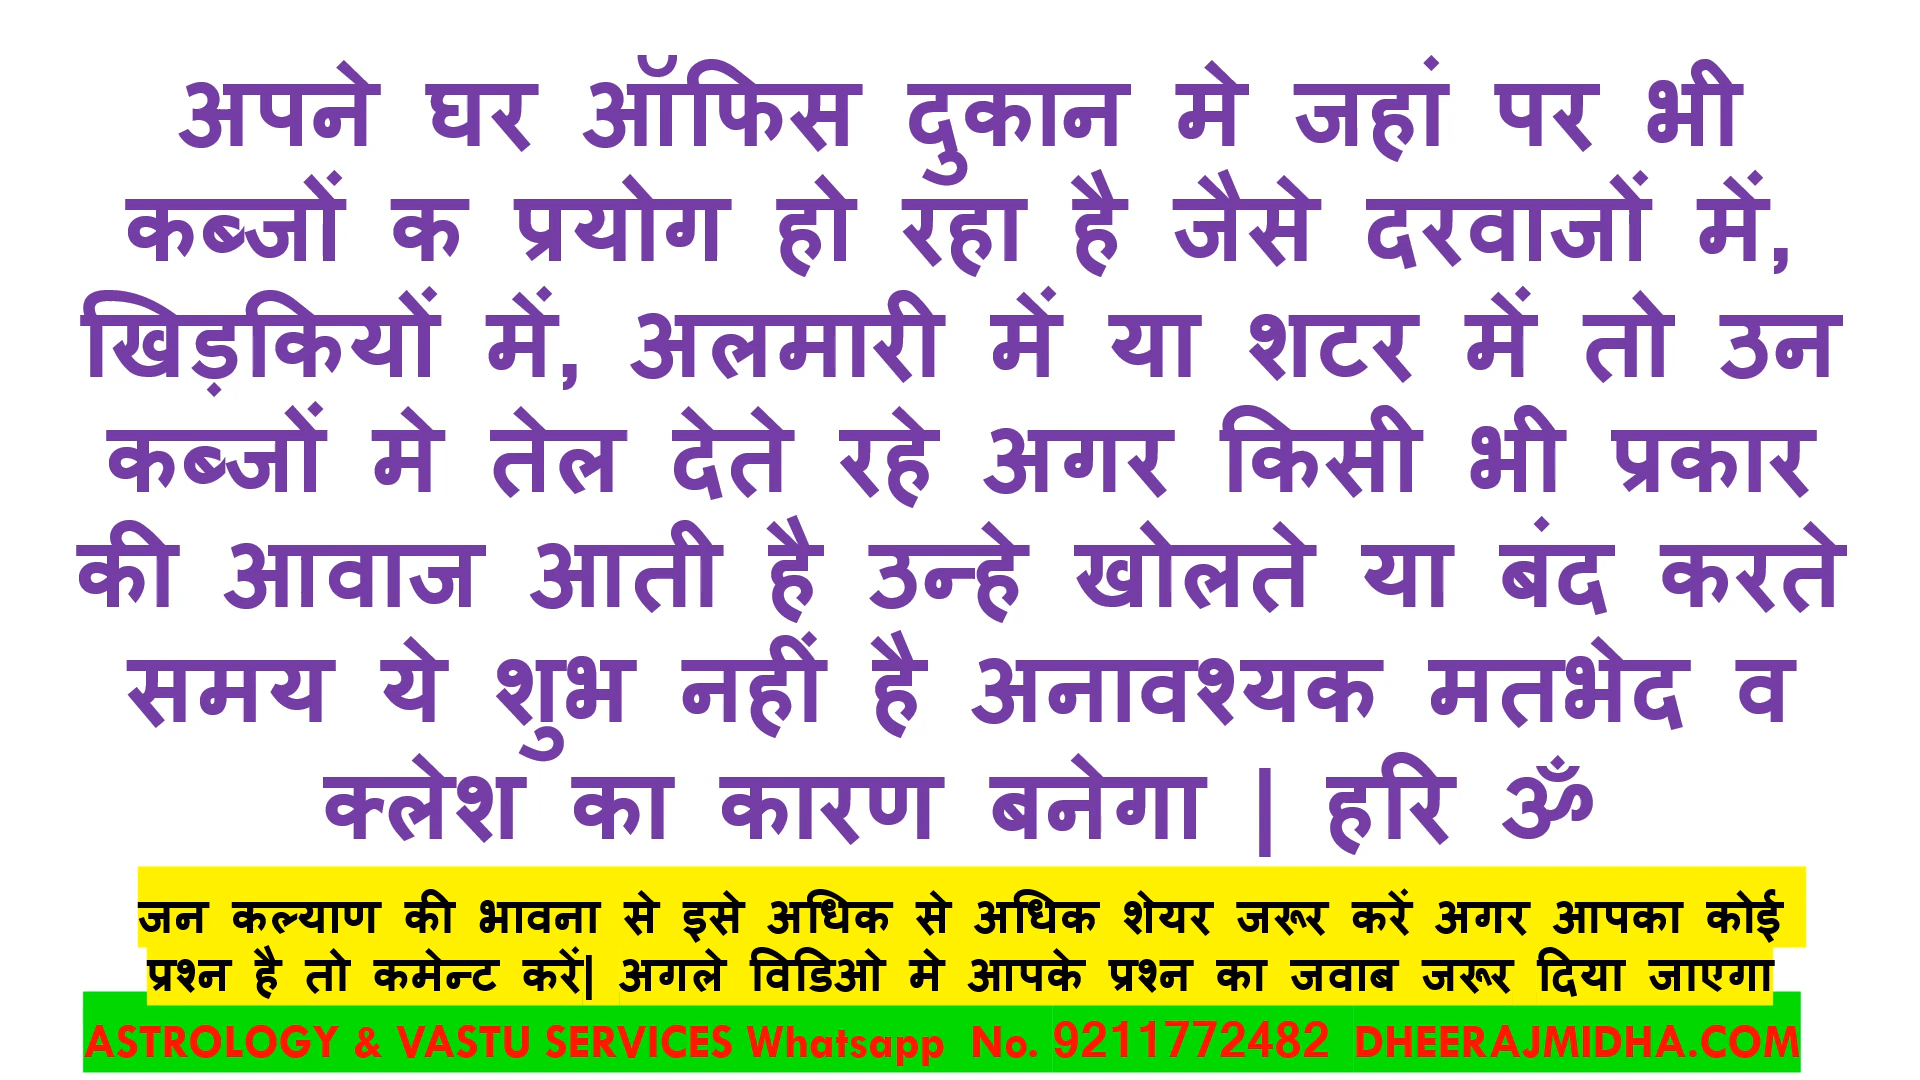 अपने घर ऑफिस दुकान मे जहां पर भी
कब्जों क प्रयोग हो रहा है जैसे दरवाजों में,
खिड़कियों में, अलमारी में या शटर में तो उन
कब्जों मे तेल देते रहे अगर किसी भी प्रकार
की आवाज आती है उन्हे खोलते या बंद करते
समय ये शुभ नहीं है अनावश्यक मतभेद व
क्लेश का कारण बनेगा | हरि ॐ
जन कल्याण की भावना से इसे अधिक से अधिक शेयर जरूर करें अगर आपका कोई
प्रश्न है तो कमेन्ट करें| अगले विडिओ मे आपके प्रश्न का जवाब जरूर दिया जाएगा
ASTROLOGY & VASTU SERVICES Whatsapp No. 9211772482 DHEERAJMIDHA.COM